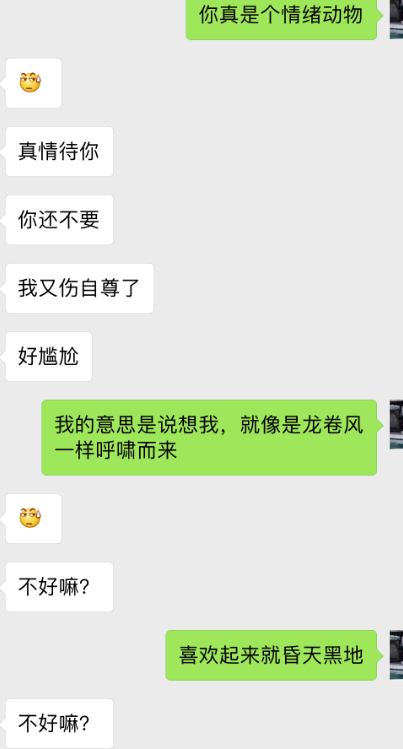 你真是个情绪动物
真情待你
你还不要
我又伤自尊了
好尴尬
我的意思是说想我，就像是龙卷风
一样呼啸而来
不好嘛？
喜欢起来就昏天黑地
不好嘛？